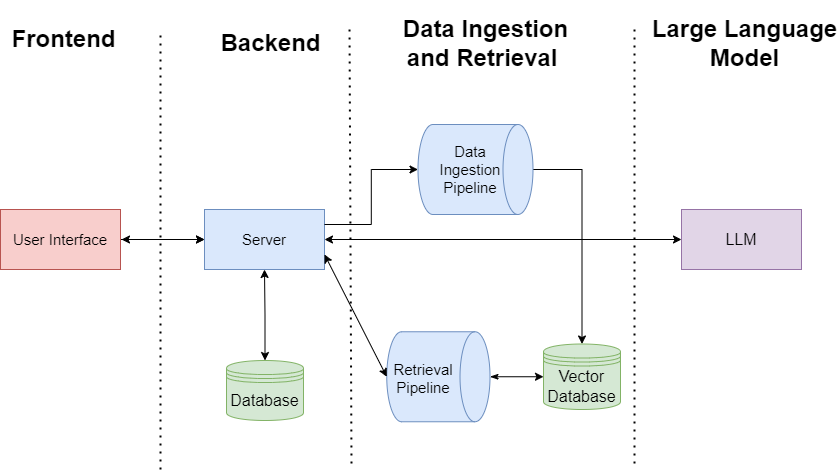 Frontend
Backend
Data Ingestion
and Retrieval
Large Language
Model
Data
Ingestion
Pipeline
User Interface
Server
LLM
Retrieval
Pipeline
Vector
Database
Database